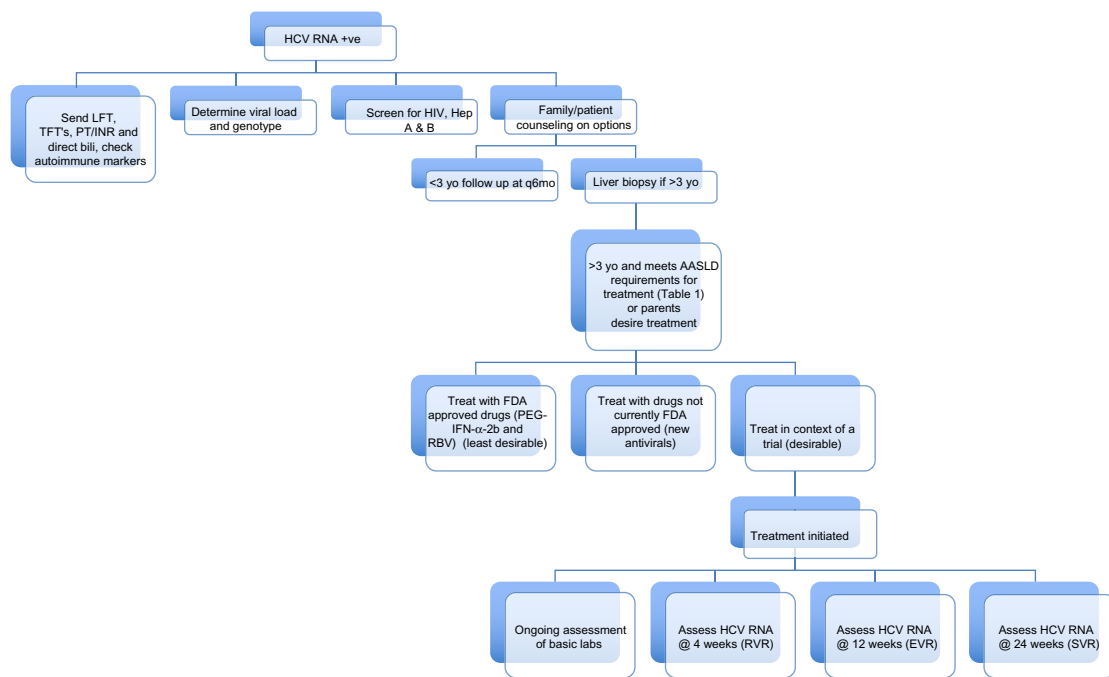 HCV RNA +ve
Send LFT,
TFT's, PT/INR and
direct bili, check
autoimmune markers
Determine viral load
and genotype
Screen for HIV, Hep
A & B
Family/patient
counseling on options
<3 yo follow up at q6mo
Liver biopsy if >3 yo
>3 yo and meets AASLD
requirements for
treatment (Table 1)
or parents
desire treatment
Treat with FDA
approved drugs (PEG-
IFN-α-2b and
RBV) (least desirable)
Treat with drugs not
currently FDA
approved (new
antivirals)
Treat in context of a
trial (desirable)
Treatment initiated
Ongoing assessment
of basic labs
Assess HCV RNA
@ 4 weeks (RVR)
Assess HCV RNA
@ 12 weeks (EVR)
Assess HCV RNA
@ 24 weeks (SVR)